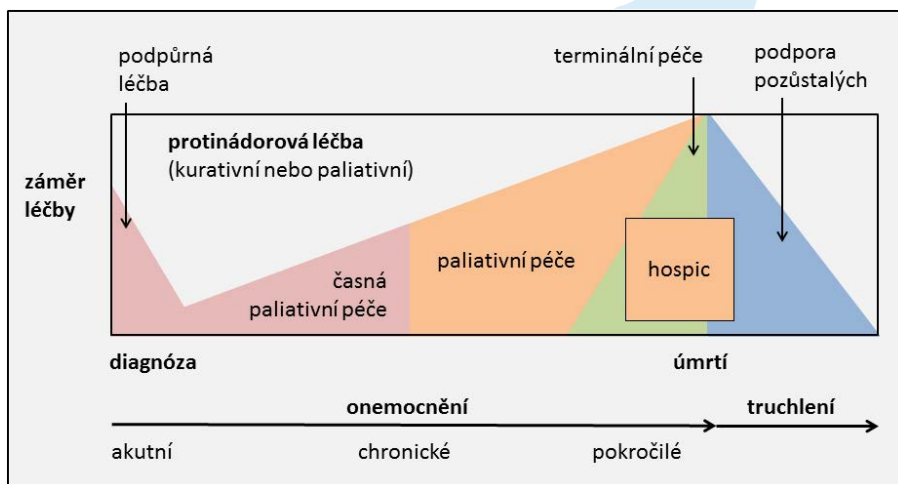 podpůrná
léčba
terminální péče
podpora
pozůstalých
protinádorová léčba
(kurativní nebo paliativní)
záměr
léčby
časná
paliativní péče
paliativní péče
hospic
diagnóza
úmrtí
onemocnění
truchlení
akutní
chronické
pokročilé